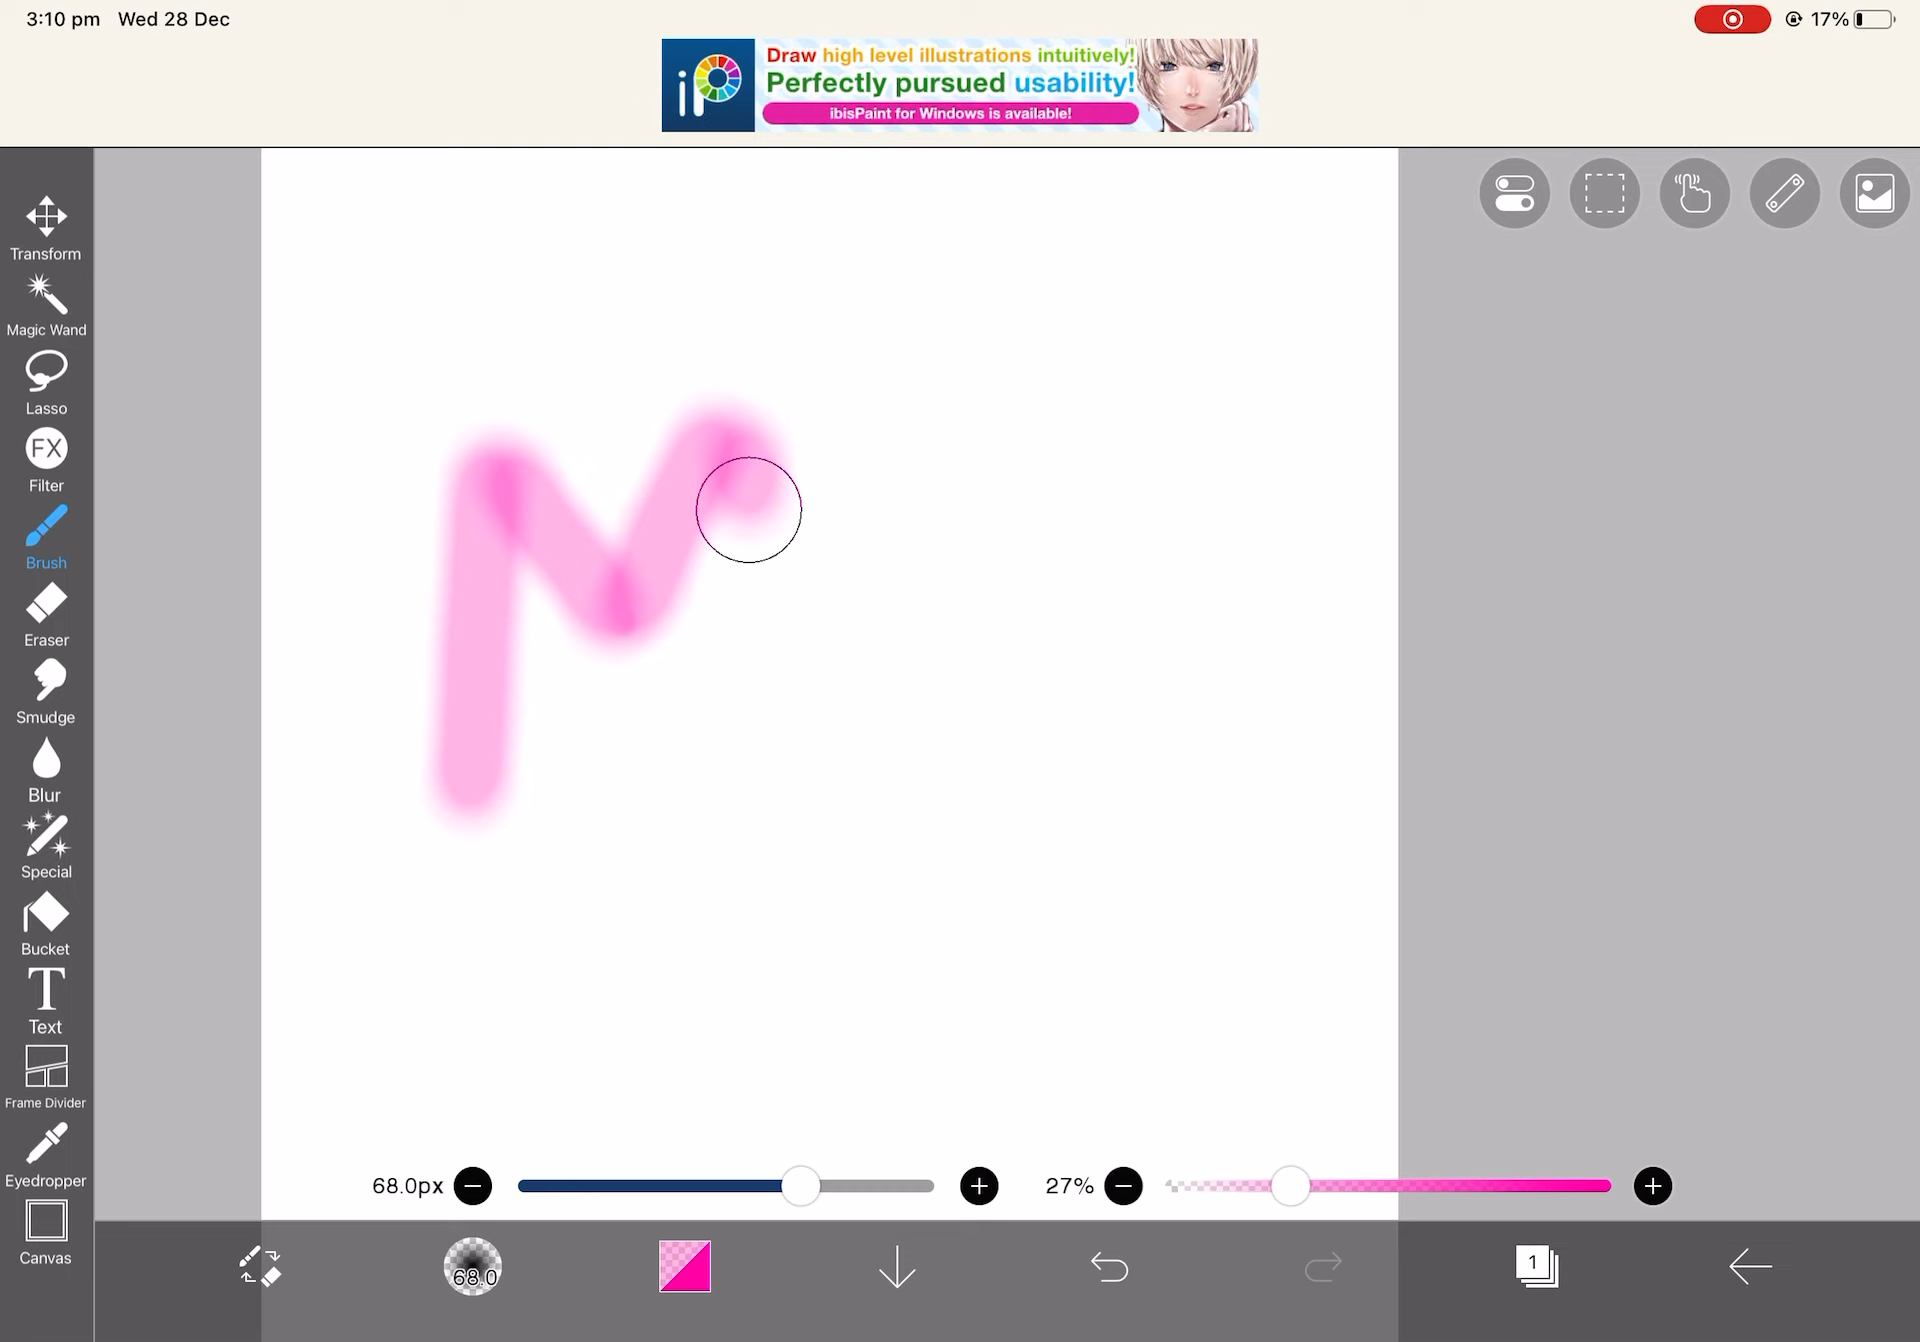 3:10 pm Wed 28 Dec
17%
iP
Draw high level illustrations intuitively!
Perfectly pursued usability!
ibisPaint for Windows is available!
Transform
Magic Wand
Lasso
FX
Filter
Brush
Eraser
Smudge
Blur
Special
Bucket
T
Text
Frame Divider
Eyedropper
Canvas
68.0px
27%
68.0
1